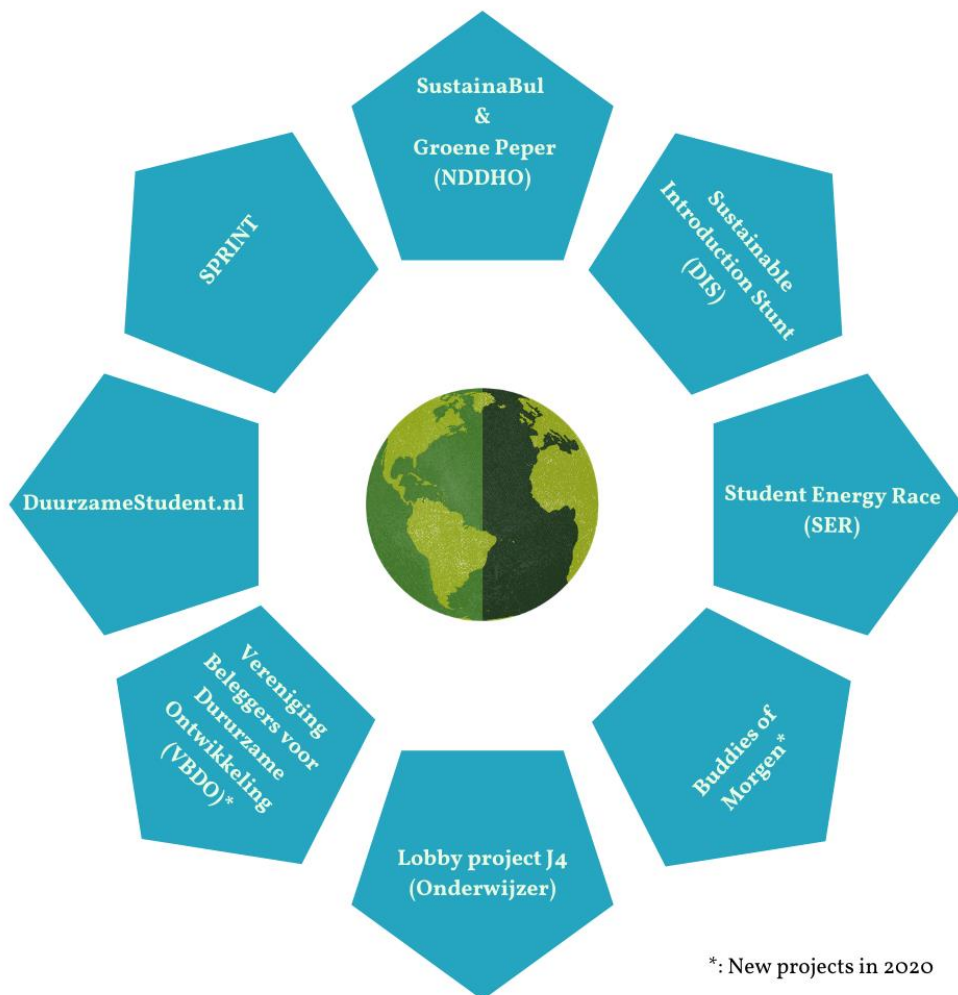 SustainaBul
&
Groene Peper
(NDDHO)
Sustainable
Introduction Stunt
(DIS)
Student Energy Race
(SER)
Buddies of
Morgen*
Lobby project J4
(Onderwijzer)
Vereniging
Beleggers voor
Dururzame
Ontwikkeling
(VBDO)*
DuurzameStudent.nl
SPRINT
*: New projects in 2020